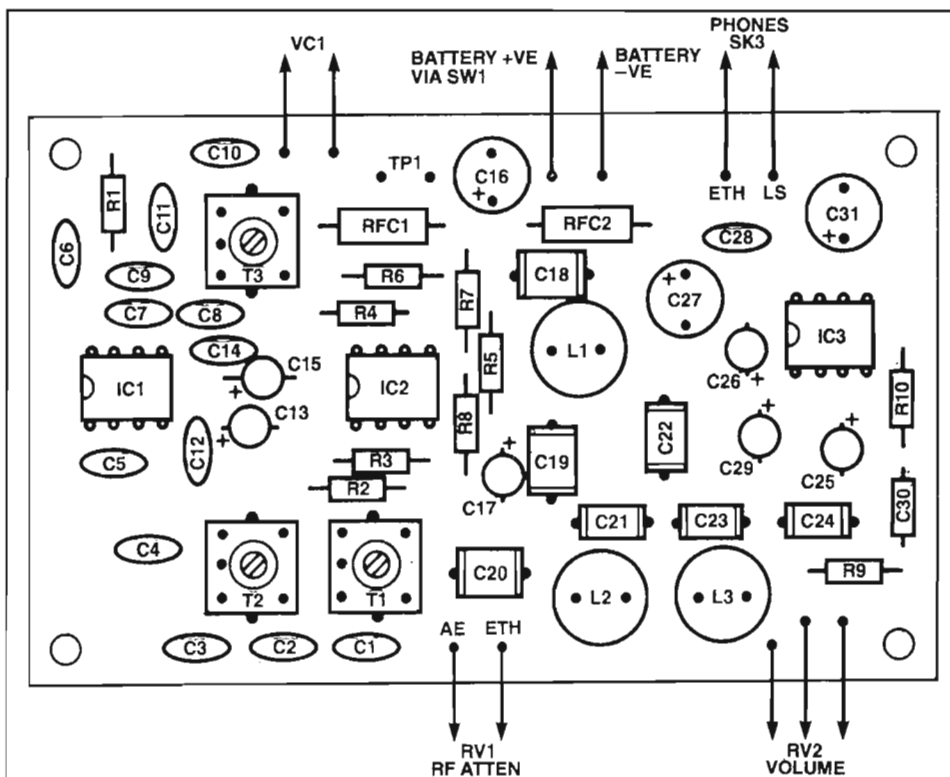 VC1
BATTERY +VE
VIA SW1
BATTERY
–VE
PHONES
SK3
C10
TP1
C16
+
ETH
LS
C31
+
R1
C11
C6
T3
RFC1
RFC2
C28
C9
R6
C18
C7
C8
R4
R7
C27
+
C14
C15
+
IC1
IC2
R5
L1
C26
+
IC3
C13
+
R8
R10
C5
C12
R3
R2
C17
+
C19
C22
C29
+
C25
+
C30
C4
T2
T1
C20
C21
C23
C24
L2
L3
R9
C3
C2
C1
AE
ETH
RV1
RF ATTEN
RV2
VOLUME